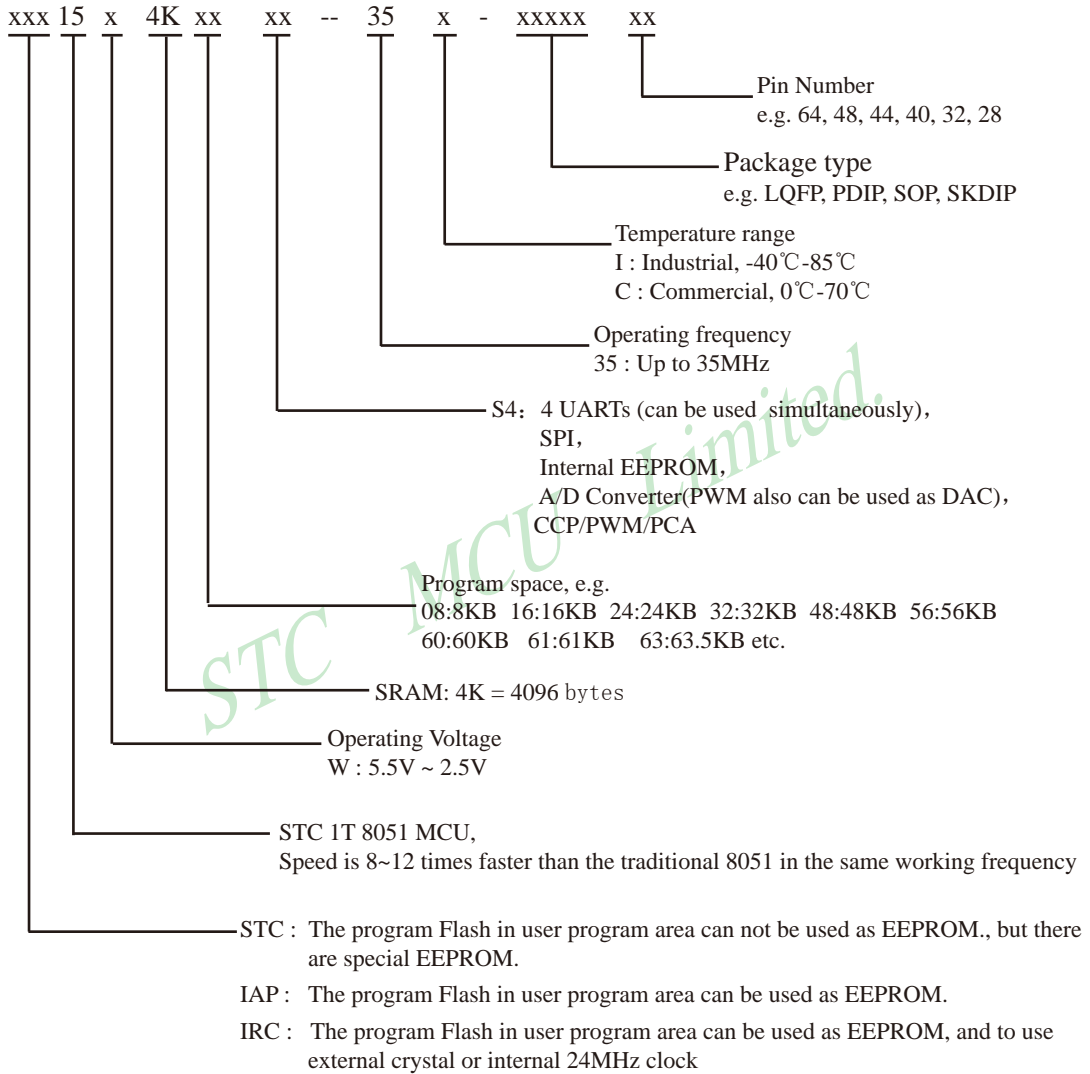 xxx 15 x 4K xx xx -- 35 x - xxxxx xx
Pin Number
e.g. 64, 48, 44, 40, 32, 28
Package type
e.g. LQFP, PDIP, SOP, SKDIP
Temperature range
I : Industrial, -40℃-85℃
C : Commercial, 0℃-70℃
Operating frequency
35 : Up to 35MHz
S4： 4 UARTs (can be used simultaneously)，
SPI，
Internal EEPROM，
A/D Converter(PWM also can be used as DAC)，
CCP/PWM/PCA
Program space, e.g.
08:8KB 16:16KB 24:24KB 32:32KB 48:48KB 56:56KB
60:60KB 61:61KB 63:63.5KB etc.
SRAM: 4K = 4096 bytes
Operating Voltage
W : 5.5V ~ 2.5V
STC 1T 8051 MCU,
Speed is 8~12 times faster than the traditional 8051 in the same working frequency
STC : The program Flash in user program area can not be used as EEPROM., but there
are special EEPROM.
IAP : The program Flash in user program area can be used as EEPROM.
IRC : The program Flash in user program area can be used as EEPROM, and to use
external crystal or internal 24MHz clock
STC MCU Limited.